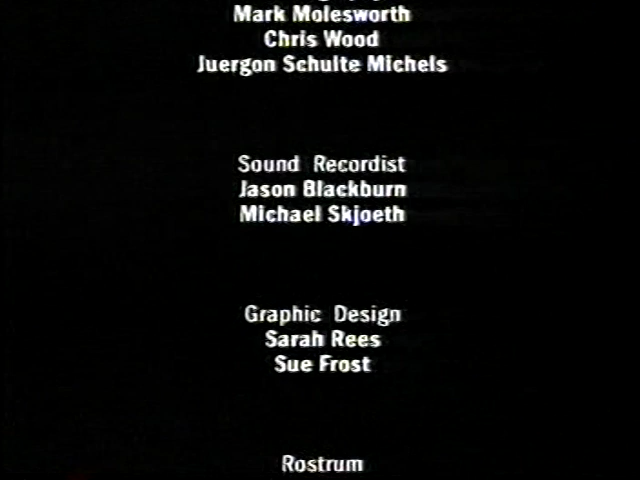 Mark Molesworth
Chris Wood
Juergon Schulte Michels
Sound Recordist
Jason Blackburn
Michael Skjoeth
Graphic Design
Sarah Rees
Sue Frost
Rostrum